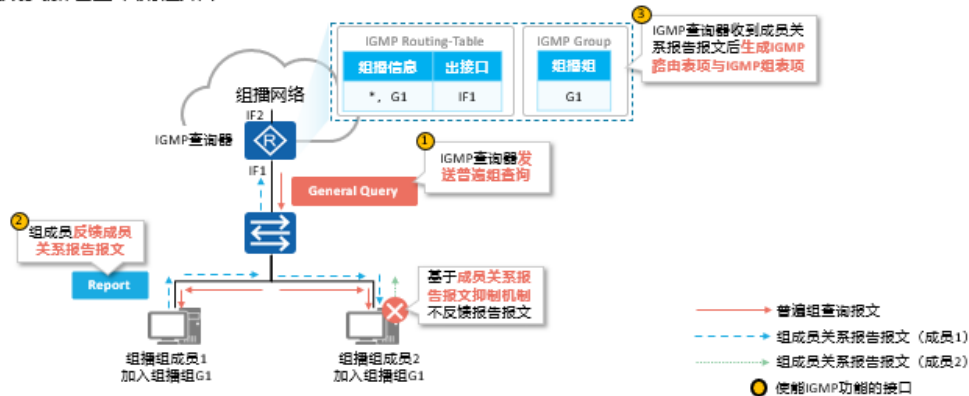 IGMP Routing-Table
组播信息
出接口
*，G1
IF1
IGMP Group
组播组
G1
3
IGMP查询器收到成员关
系报告报文后生成IGMP
路由表项与IGMP组表项
组播网络
IF2
IGMP查询器
R
IF1
1
IGMP查询器发
送普遍组查询
General Query
2
组成员反馈成员
关系报告报文
Report
基于成员关系报
告报文抑制机制
不反馈报告报文
组播组成员1
加入组播组G1
组播组成员2
加入组播组G1
普遍组查询报文
组成员关系报告报文（成员1）
组成员关系报告报文（成员2）
使能IGMP功能的接口